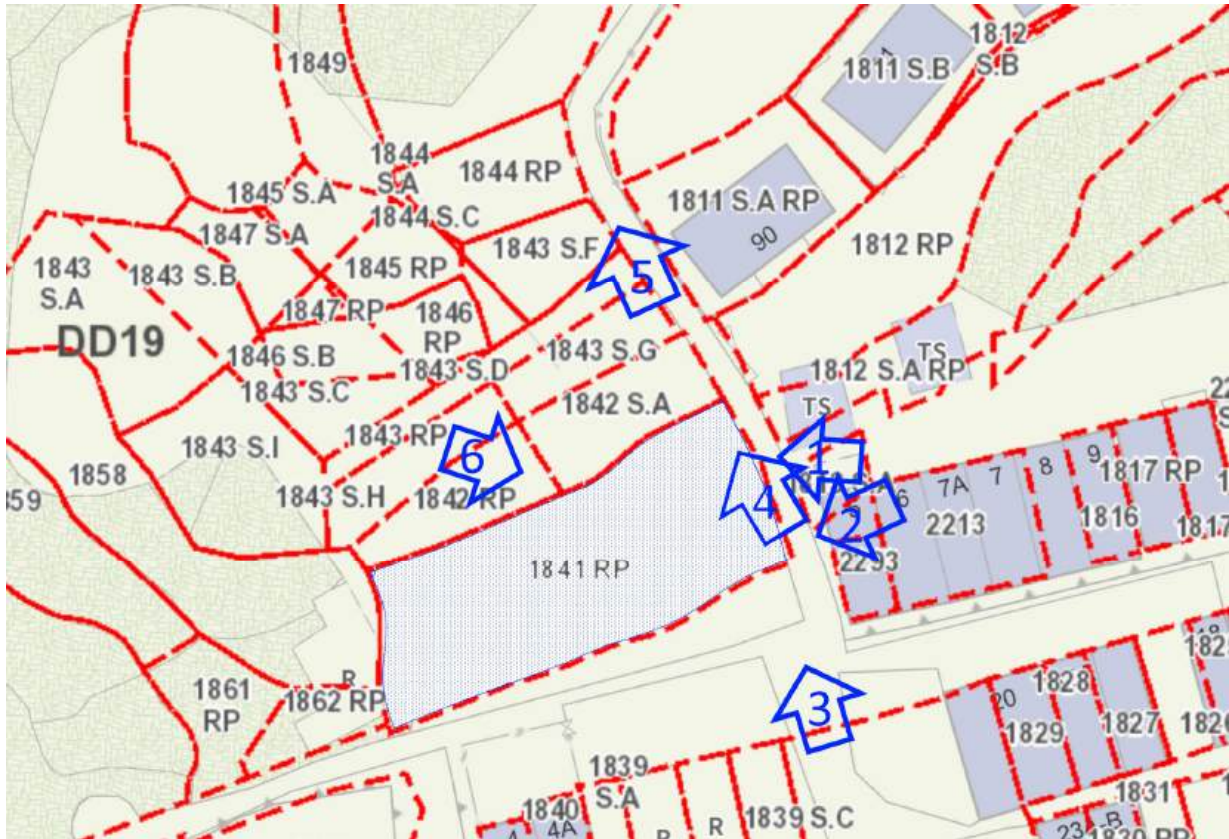 1849
1812
S.B
1811 S.B
1844
S.A
1844 RP
1845 S.A
1811 S.A RP
1844 S.C
1847 S.A
1843 S.F
90
1812 RP
1843
S.A
1843 S.B
1845 RP
5
1847 RP
1846
RP
DD19
1846 S.B
1843 S.G
TS
1843 S.D
1812 S.A RP
1843 S.C
1842 S.A
TS
1843 RP
1843 S.I
6
1
9
1817 RP
1858
8
7
7A
1843 S.H
1842 RP
4
6
2
2213
1816
1817
2293
1841 RP
R
1861
RP
1862 RP
18
1828
20
3
1829
1827
1839
S.A
1840
4
4A
R
R
1839 S.C
1831